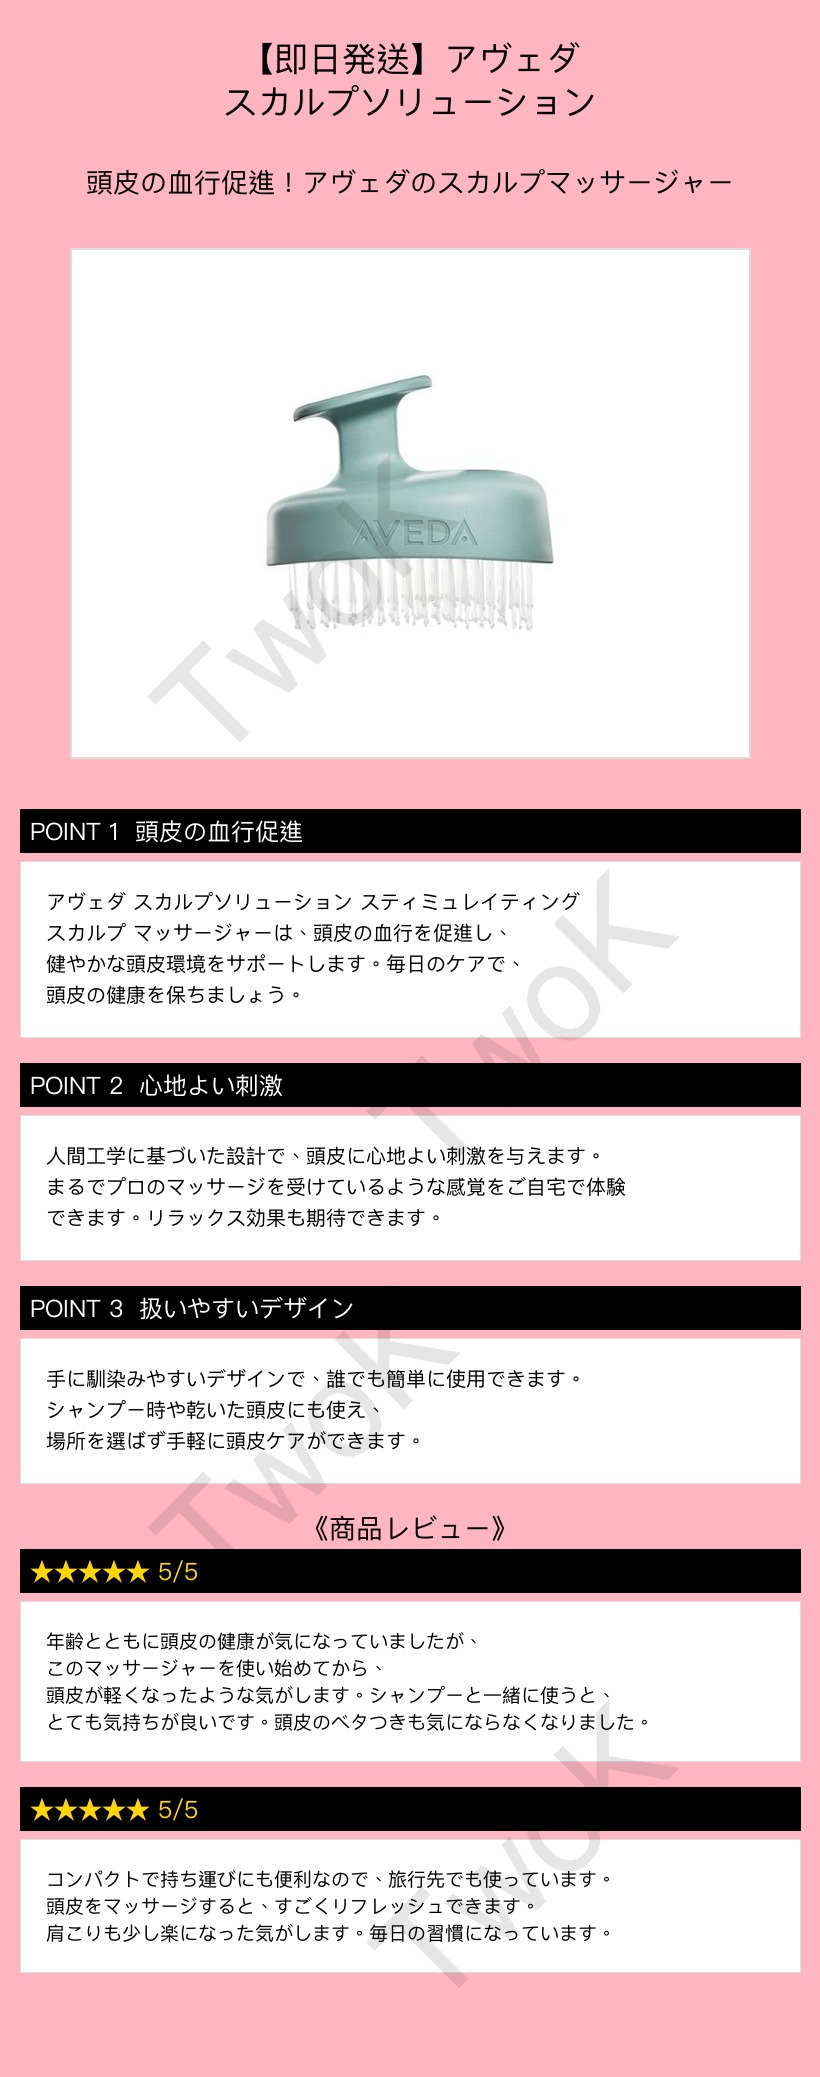 【即日発送】アヴェダ
スカルプソリューション
頭皮の血行促進！アヴェダのスカルプマッサージャー
AVEDA
TwoK
POINT 1 頭皮の血行促進
アヴェダ スカルプソリューション スティミュレイティング
スカルプ マッサージャーは、頭皮の血行を促進し、
健やかな頭皮環境をサポートします。毎日のケアで、
頭皮の健康を保ちましょう。
TwoK
POINT 2 心地よい刺激
人間工学に基づいた設計で、頭皮に心地よい刺激を与えます。
まるでプロのマッサージを受けているような感覚をご自宅で体験
できます。リラックス効果も期待できます。
POINT 3 扱いやすいデザイン
手に馴染みやすいデザインで、誰でも簡単に使用できます。
シャンプー時や乾いた頭皮にも使え、
場所を選ばず手軽に頭皮ケアができます。
TwoK
《商品レビュー》
★★★★★ 5/5
年齢とともに頭皮の健康が気になっていましたが、
このマッサージャーを使い始めてから、
頭皮が軽くなったような気がします。シャンプーと一緒に使うと、
とても気持ちが良いです。頭皮のベタつきも気にならなくなりました。
★★★★★ 5/5
コンパクトで持ち運びにも便利なので、旅行先でも使っています。
頭皮をマッサージすると、すごくリフレッシュできます。
肩こりも少し楽になった気がします。毎日の習慣になっています。
TwoK